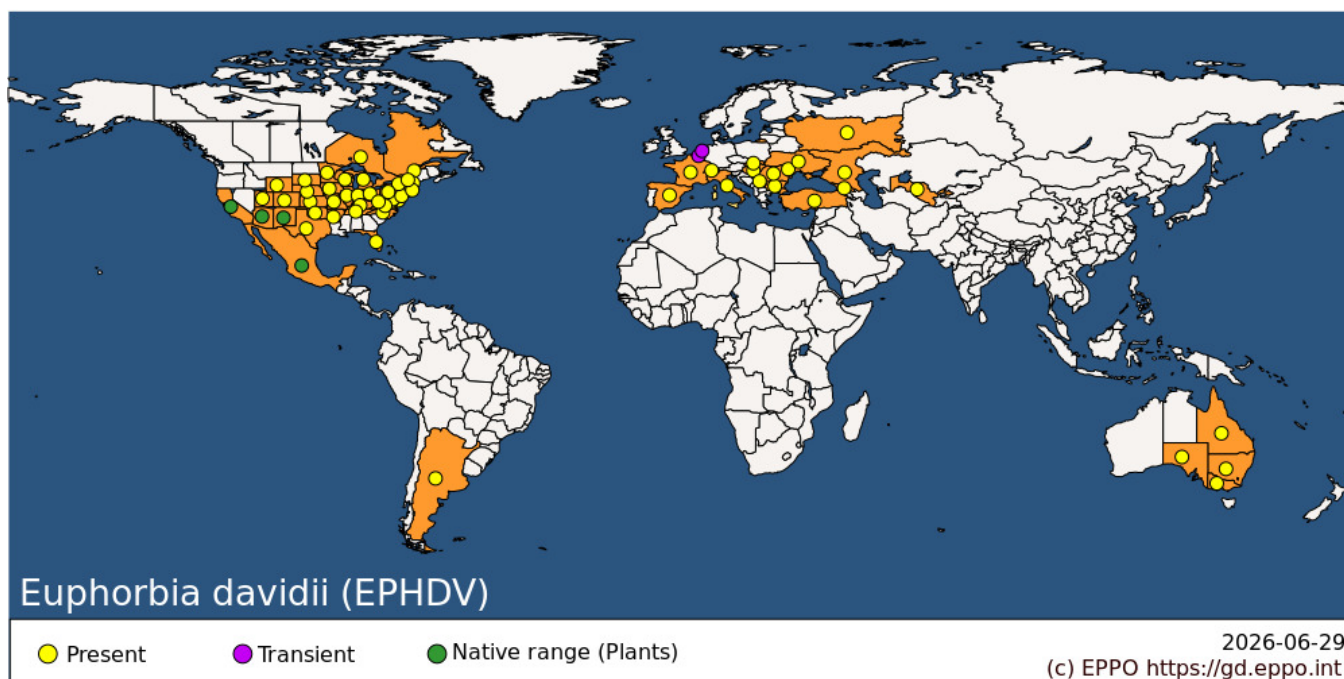 Euphorbia davidii (EPHDV)
Present
Transient
Native range (Plants)
2026-06-29
(c) EPPO https://gd.eppo.int